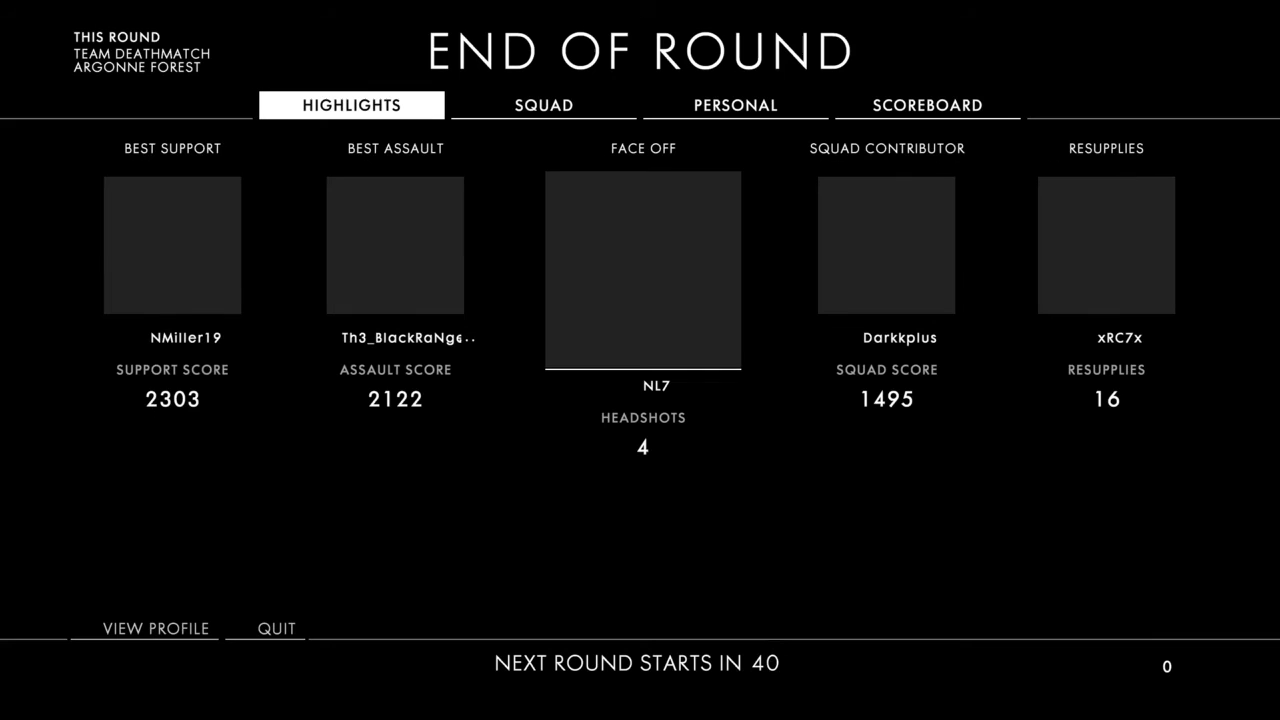 THIS ROUND
TEAM DEATHMATCH
ARGONNE FOREST
END OF ROUND
HIGHLIGHTS SQUAD PERSONAL SCOREBOARD
BEST SUPPORT BEST ASSAULT FACE OFF SQUAD CONTRIBUTOR RESUPPLIES
NMiller19 Th3_BlackRaNge.. Darkkplus xRC7x
SUPPORT SCORE ASSAULT SCORE SQUAD SCORE RESUPPLIES
2303 2122 1495 16
NL7
HEADSHOTS
4
VIEW PROFILE QUIT
NEXT ROUND STARTS IN 40
0